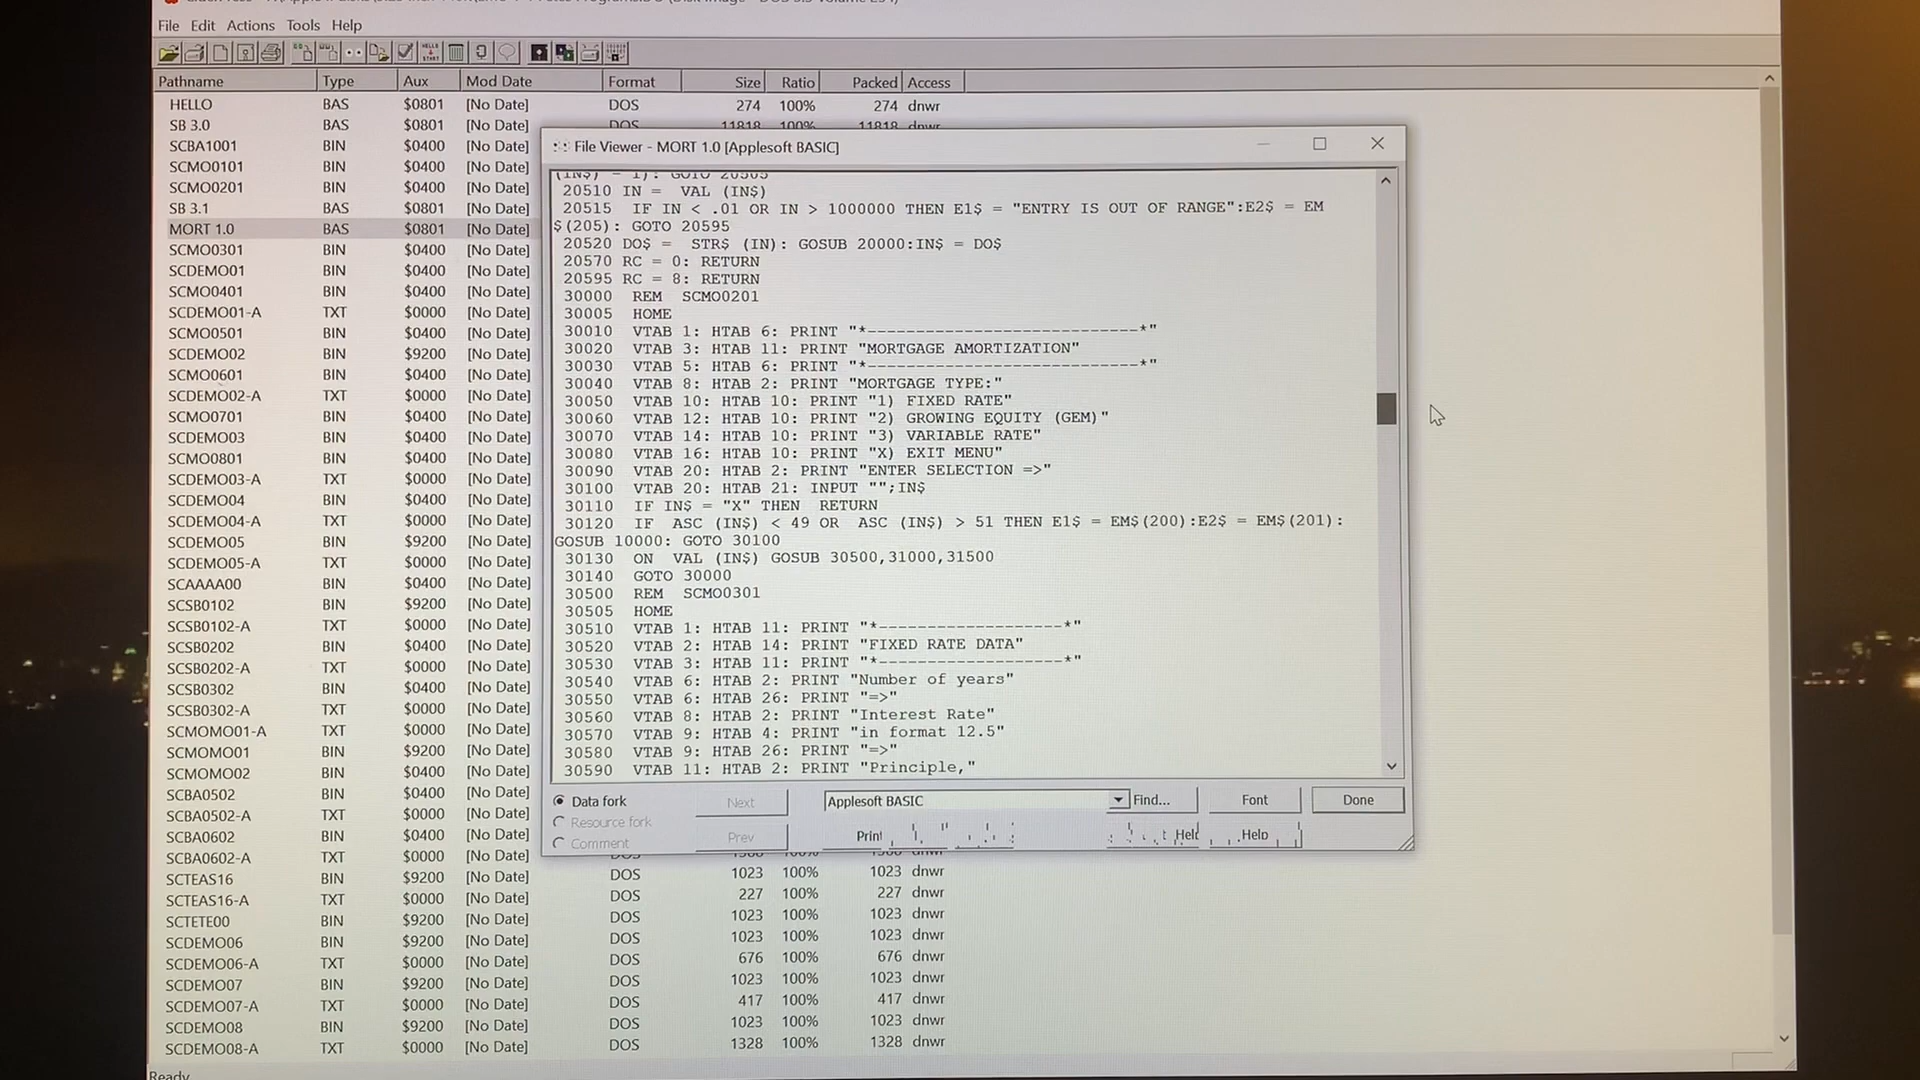 File Edit Actions Tools Help
Pathname Type Aux Mod Date Format Size Ratio Packed Access
HELLO BAS $0801 [No Date] DOS 274 100% 274 dnwr
SB 3.0 BAS $0801 [No Date] DOS 11818 100% 11818 dnwr
SCBA1001 BIN $0400 [No Date]
SCMO0101 BIN $0400 [No Date]
SCMO0201 BIN $0400 [No Date]
SB 3.1 BAS $0801 [No Date]
MORT 1.0 BAS $0801 [No Date]
SCMO0301 BIN $0400 [No Date]
SCDEMO01 BIN $0400 [No Date]
SCMO0401 BIN $0400 [No Date]
SCDEMO01-A TXT $0000 [No Date]
SCMO0501 BIN $0400 [No Date]
SCDEMO02 BIN $9200 [No Date]
SCMO0601 BIN $0400 [No Date]
SCDEMO02-A TXT $0000 [No Date]
SCMO0701 BIN $0400 [No Date]
SCDEMO03 BIN $0400 [No Date]
SCMO0801 BIN $0400 [No Date]
SCDEMO03-A TXT $0000 [No Date]
SCDEMO04 BIN $0400 [No Date]
SCDEMO04-A TXT $0000 [No Date]
SCDEMO05 BIN $9200 [No Date]
SCDEMO05-A TXT $0000 [No Date]
SCAAAA00 BIN $0400 [No Date]
SCSB0102 BIN $9200 [No Date]
SCSB0102-A TXT $0000 [No Date]
SCSB0202 BIN $0400 [No Date]
SCSB0202-A TXT $0000 [No Date]
SCSB0302 BIN $0400 [No Date]
SCSB0302-A TXT $0000 [No Date]
SCMOMO01-A TXT $0000 [No Date]
SCMOMO01 BIN $9200 [No Date]
SCMOMO02 BIN $0400 [No Date]
SCBA0502 BIN $0400 [No Date]
SCBA0502-A TXT $0000 [No Date]
SCBA0602 BIN $0400 [No Date]
SCBA0602-A TXT $0000 [No Date]
SCTEAS16 BIN $9200 [No Date] DOS 1023 100% 1023 dnwr
SCTEAS16-A TXT $0000 [No Date] DOS 227 100% 227 dnwr
SCTETE00 BIN $9200 [No Date] DOS 1023 100% 1023 dnwr
SCDEMO06 BIN $9200 [No Date] DOS 1023 100% 1023 dnwr
SCDEMO06-A TXT $0000 [No Date] DOS 676 100% 676 dnwr
SCDEMO07 BIN $9200 [No Date] DOS 1023 100% 1023 dnwr
SCDEMO07-A TXT $0000 [No Date] DOS 417 100% 417 dnwr
SCDEMO08 BIN $9200 [No Date] DOS 1023 100% 1023 dnwr
SCDEMO08-A TXT $0000 [No Date] DOS 1328 100% 1328 dnwr
Ready
File Viewer - MORT 1.0 [Applesoft BASIC]
(IN$) - 1): GOTO 20505
20510 IN = VAL (IN$)
20515 IF IN < .01 OR IN > 1000000 THEN E1$ = "ENTRY IS OUT OF RANGE":E2$ = EM
$(205): GOTO 20595
20520 DO$ = STR$ (IN): GOSUB 20000:IN$ = DO$
20570 RC = 0: RETURN
20595 RC = 8: RETURN
30000 REM SCMO0201
30005 HOME
30010 VTAB 1: HTAB 6: PRINT "*---------------------------*"
30020 VTAB 3: HTAB 11: PRINT "MORTGAGE AMORTIZATION"
30030 VTAB 5: HTAB 6: PRINT "*---------------------------*"
30040 VTAB 8: HTAB 2: PRINT "MORTGAGE TYPE:"
30050 VTAB 10: HTAB 10: PRINT "1) FIXED RATE"
30060 VTAB 12: HTAB 10: PRINT "2) GROWING EQUITY (GEM)"
30070 VTAB 14: HTAB 10: PRINT "3) VARIABLE RATE"
30080 VTAB 16: HTAB 10: PRINT "X) EXIT MENU"
30090 VTAB 20: HTAB 2: PRINT "ENTER SELECTION =>"
30100 VTAB 20: HTAB 21: INPUT "";IN$
30110 IF IN$ = "X" THEN RETURN
30120 IF ASC (IN$) < 49 OR ASC (IN$) > 51 THEN E1$ = EM$(200):E2$ = EM$(201):
GOSUB 10000: GOTO 30100
30130 ON VAL (IN$) GOSUB 30500,31000,31500
30140 GOTO 30000
30500 REM SCMO0301
30505 HOME
30510 VTAB 1: HTAB 11: PRINT "*-------------------*"
30520 VTAB 2: HTAB 14: PRINT "FIXED RATE DATA"
30530 VTAB 3: HTAB 11: PRINT "*-------------------*"
30540 VTAB 6: HTAB 2: PRINT "Number of years"
30550 VTAB 6: HTAB 26: PRINT "=>"
30560 VTAB 8: HTAB 2: PRINT "Interest Rate"
30570 VTAB 9: HTAB 4: PRINT "in format 12.5"
30580 VTAB 9: HTAB 26: PRINT "=>"
30590 VTAB 11: HTAB 2: PRINT "Principle,"
Data fork Next Applesoft BASIC Find... Font Done
Resource fork
Comment Prev Print Help Help